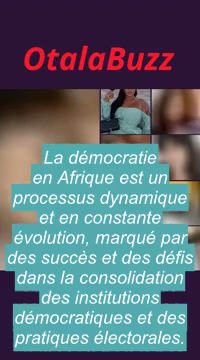 OtalaBuzz
La démocratie
en Afrique est un
processus dynamique
et en constante
évolution, marqué par
des succès et des défis
dans la consolidation
des institutions
démocratiques et des
pratiques électorales.